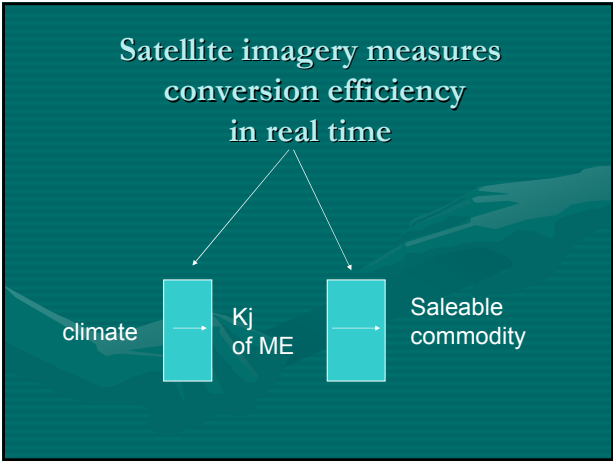 Satellite imagery measures
conversion efficiency
in real time
climate
Kj
of ME
Saleable
commodity